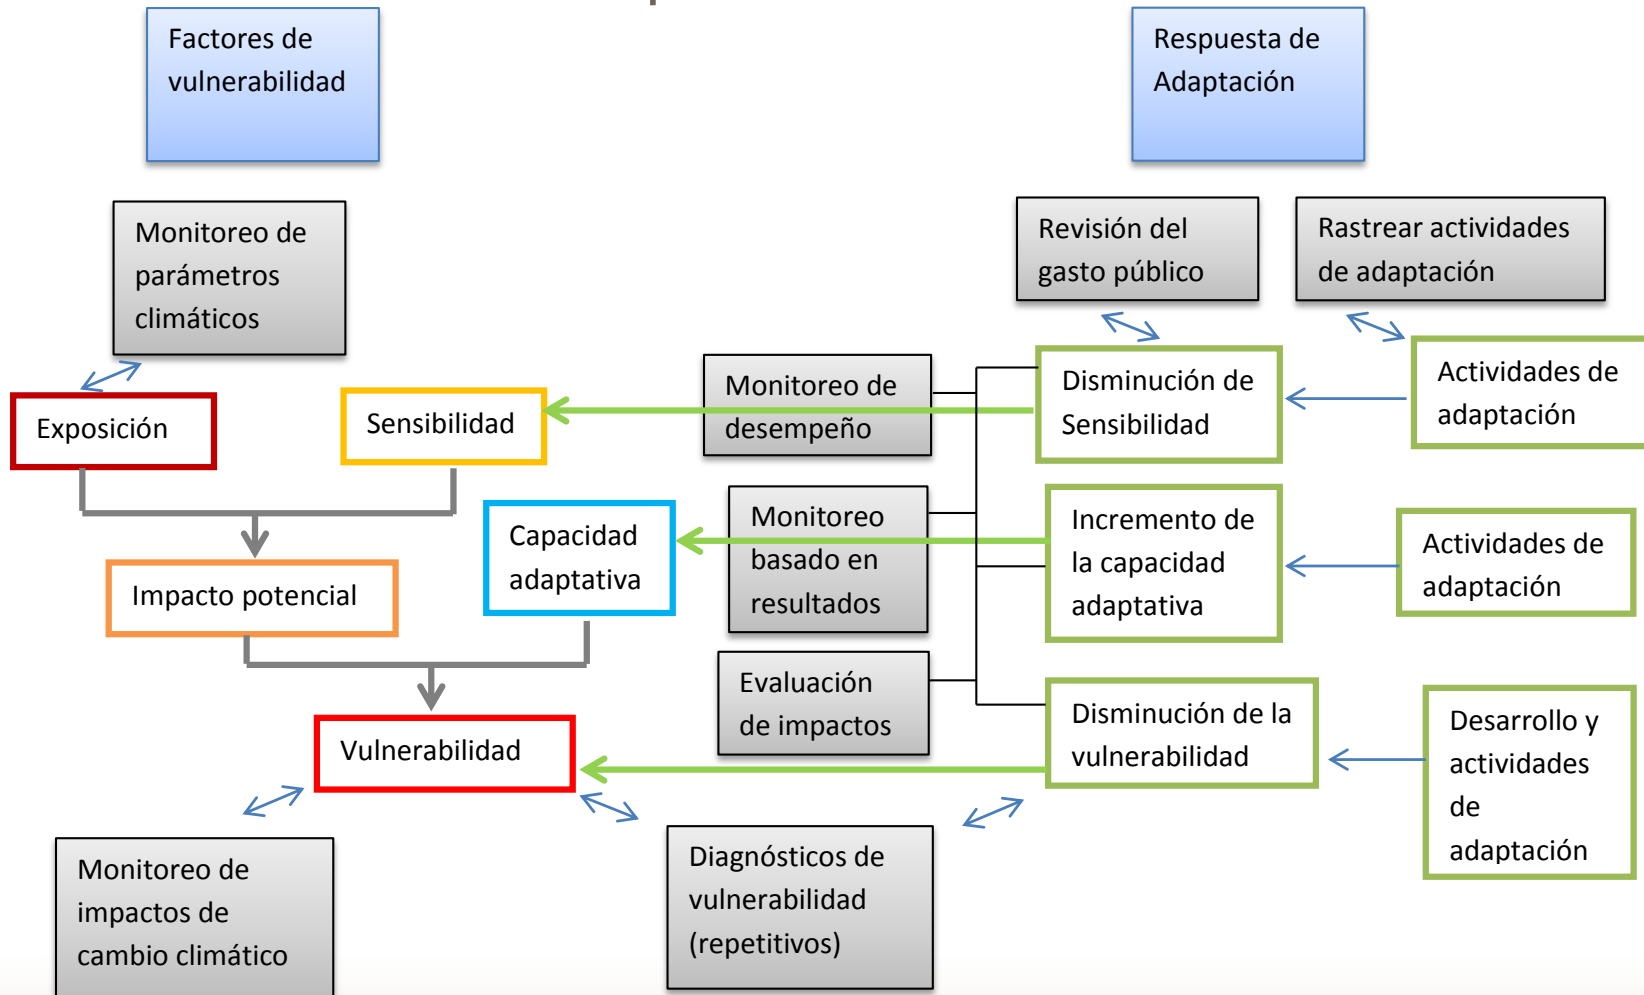 Factores de
vulnerabilidad
Respuesta de
Adaptación
Monitoreo de
parámetros
climáticos
Revisión del
gasto público
Rastrear actividades
de adaptación
Exposición
Sensibilidad
Monitoreo de
desempeño
Disminución de
Sensibilidad
Actividades de
adaptación
Impacto potencial
Capacidad
adaptativa
Monitoreo
basado en
resultados
Incremento de
la capacidad
adaptativa
Actividades de
adaptación
Vulnerabilidad
Evaluación
de impactos
Disminución de la
vulnerabilidad
Desarrollo y
actividades
de
adaptación
Monitoreo de
impactos de
cambio climático
Diagnósticos de
vulnerabilidad
(repetitivos)